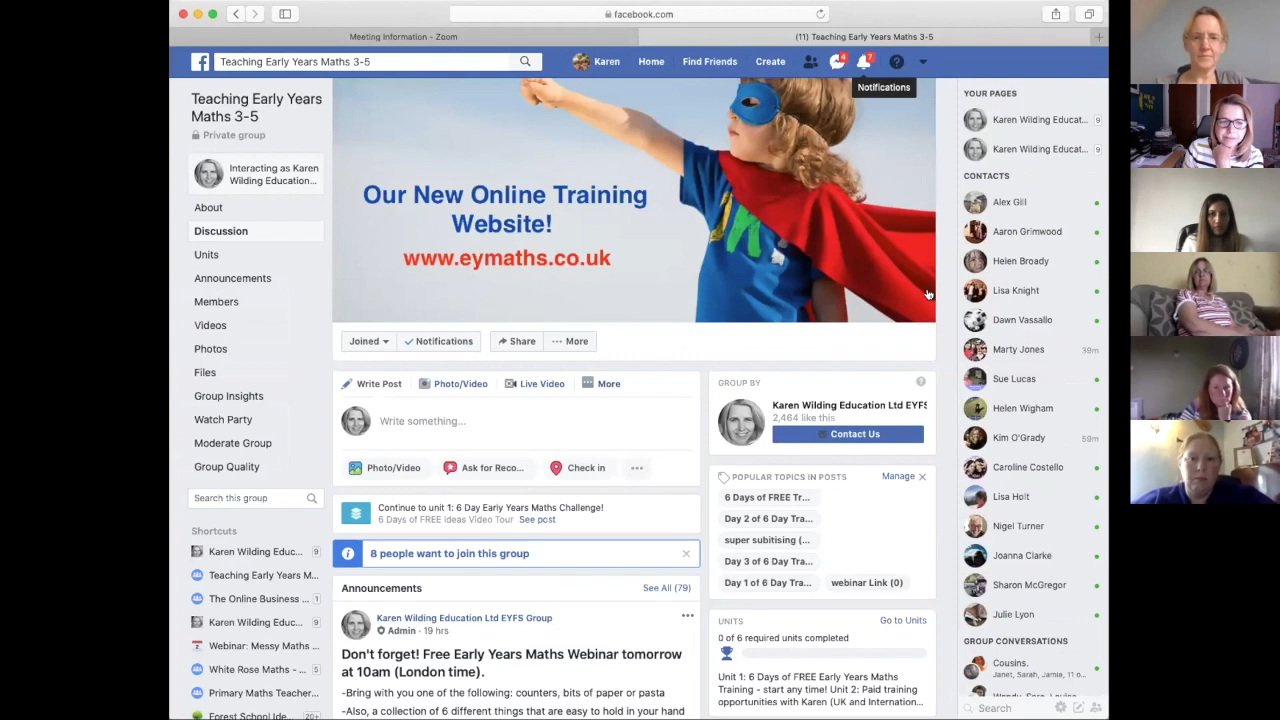 facebook.com
Meeting Information - Zoom
(11) Teaching Early Years Maths 3-5
Teaching Early Years Maths 3-5
Karen
Home
Find Friends
Create
4
7
Notifications
Teaching Early Years
Maths 3-5
Private group
Interacting as Karen
Wilding Education...
About
Discussion
Units
Announcements
Members
Videos
Photos
Files
Group Insights
Watch Party
Moderate Group
Group Quality
Search this group
Shortcuts
Karen Wilding Educ... 9
Teaching Early Years M...
The Online Business ... 1
Karen Wilding Educ... 9
Webinar: Messy Maths ...
White Rose Maths - ... 5
Primary Maths Teacher...
Forest School Ide... 20+
Our New Online Training
Website!
www.eymaths.co.uk
Joined
Notifications
Share
More
Write Post
Photo/Video
Live Video
More
Write something...
Photo/Video
Ask for Reco...
Check in
Continue to unit 1: 6 Day Early Years Maths Challenge!
6 Days of FREE Ideas Video Tour See post
8 people want to join this group
Announcements
See All (79)
Karen Wilding Education Ltd EYFS Group
Admin · 19 hrs
Don't forget! Free Early Years Maths Webinar tomorrow
at 10am (London time).
-Bring with you one of the following: counters, bits of paper or pasta
-Also, a collection of 6 different things that are easy to hold in your hand
GROUP BY
Karen Wilding Education Ltd EYF
2,464 like this
Contact Us
POPULAR TOPICS IN POSTS
Manage
6 Days of FREE Tr...
Day 2 of 6 Day Tra...
super subitising (...
Day 3 of 6 Day Tra...
Day 1 of 6 Day Tra...
webinar Link (0)
UNITS
Go to Units
0 of 6 required units completed
Unit 1: 6 Days of FREE Early Years Maths
Training - start any time! Unit 2: Paid training
opportunities with Karen (UK and Internation...
YOUR PAGES
Karen Wilding Educat... 9
Karen Wilding Educat... 9
CONTACTS
Alex Gill
Aaron Grimwood
Helen Broady
Lisa Knight
Dawn Vassallo
Marty Jones 39m
Sue Lucas
Helen Wigham
Kim O'Grady 59m
Caroline Costello
Lisa Holt
Nigel Turner
Joanna Clarke
Sharon McGregor
Julie Lyon
GROUP CONVERSATIONS
Cousins.
Janet, Sarah, Jamie, 11 o...
Search